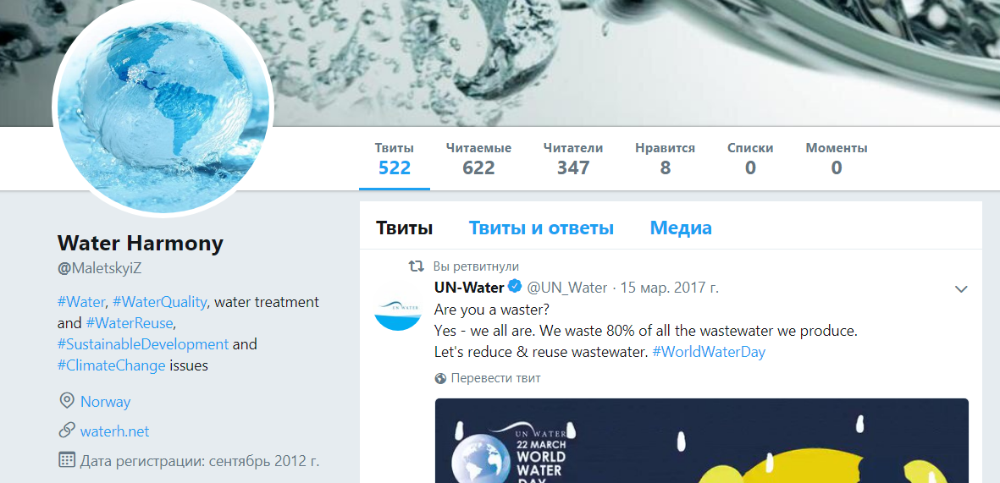 Твиты Читаемые Читатели Нравится Списки Моменты
522 622 347 8 0 0
Water Harmony
@MaletskyiZ
#Water, #WaterQuality, water treatment
and #WaterReuse,
#SustainableDevelopment and
#ClimateChange issues
Norway
waterh.net
Дата регистрации: сентябрь 2012 г.
Твиты Твиты и ответы Медиа
Вы ретвитнули
UN-Water @UN_Water · 15 мар. 2017 г.
UN WATER
Are you a waster?
Yes - we all are. We waste 80% of all the wastewater we produce.
Let's reduce & reuse wastewater. #WorldWaterDay
Перевести твит
UN WATER
22 MARCH
WORLD
WATER
DAY